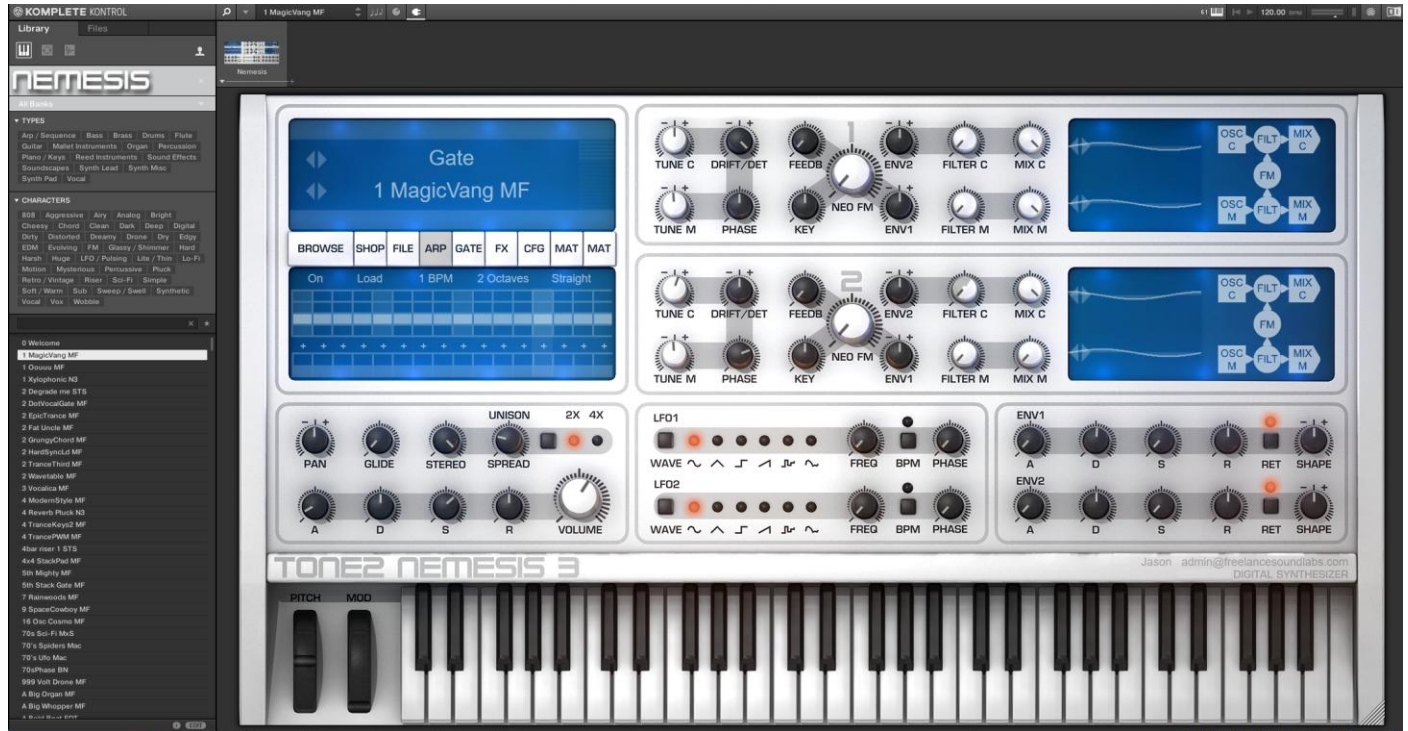 KOMPLETE KONTROL
1 MagicVang MF
120.00 BPM
Library Files
NEMESIS
All Banks
TYPES
Arp / Sequence Bass Brass Drums Flute
Guitar Mallet Instruments Organ Percussion
Piano / Keys Reed Instruments Sound Effects
Soundscapes Synth Lead Synth Misc
Synth Pad Vocal
CHARACTERS
808 Aggressive Airy Analog Bright
Cheesy Chord Clean Dark Deep Digital
Dirty Distorted Dreamy Drone Dry Edgy
EDM Evolving FM Glassy / Shimmer Hard
Harsh Huge LFO / Pulsing Lite / Thin Lo-Fi
Motion Mysterious Percussive Pluck
Retro / Vintage Riser Sci-Fi Simple
Soft / Warm Sub Sweep / Swell Synthetic
Vocal Vox Wobble
0 Welcome
1 MagicVang MF
1 Oouuu MF
1 Xylophonic N3
2 Degrade me STS
2 DotVocalGate MF
2 EpicTrance MF
2 Fat Uncle MF
2 GrungyChord MF
2 HardSyncLd MF
2 TranceThird MF
2 Wavetable MF
3 Vocalica MF
4 ModernStyle MF
4 Reverb Pluck N3
4 TranceKeys2 MF
4 TrancePWM MF
4bar riser 1 STS
4x4 StackPad MF
5th Mighty MF
5th Stack Gate MF
7 Rainwoods MF
9 SpaceCowboy MF
16 Osc Cosmo MF
70s Sci-Fi MxS
70's Spiders Mac
70's Ufo Mac
70sPhase BN
999 Volt Drone MF
A Big Organ MF
A Big Whopper MF
EDIT
Nemesis
Gate
1 MagicVang MF
BROWSE SHOP FILE ARP GATE FX CFG MAT MAT
On Load 1 BPM 2 Octaves Straight
1
TUNE C DRIFT/DET FEEDB ENV2 FILTER C MIX C
NEO FM
TUNE M PHASE KEY ENV1 FILTER M MIX M
OSC C FILT MIX C
FM
OSC M FILT MIX M
2
TUNE C DRIFT/DET FEEDB ENV2 FILTER C MIX C
NEO FM
TUNE M PHASE KEY ENV1 FILTER M MIX M
OSC C FILT MIX C
FM
OSC M FILT MIX M
UNISON 2X 4X
PAN GLIDE STEREO SPREAD
A D S R VOLUME
LFO1
WAVE FREQ BPM PHASE
LFO2
WAVE FREQ BPM PHASE
ENV1
A D S R RET SHAPE
ENV2
A D S R RET SHAPE
TONE2 NEMESIS 3
Jason admin@freelancesoundlabs.com
DIGITAL SYNTHESIZER
PITCH MOD